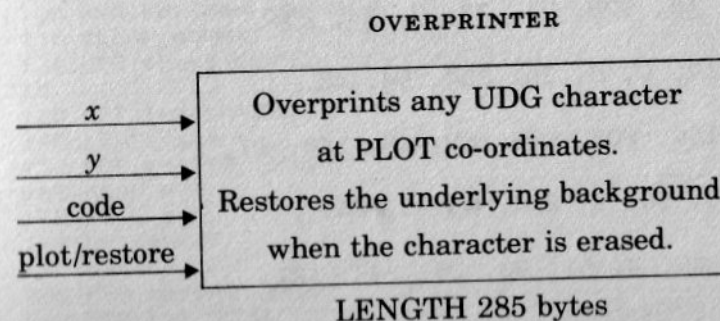 OVERPRINTER
x
y
code
plot/restore
Overprints any UDG character
at PLOT co-ordinates.
Restores the underlying background
when the character is erased.
LENGTH 285 bytes